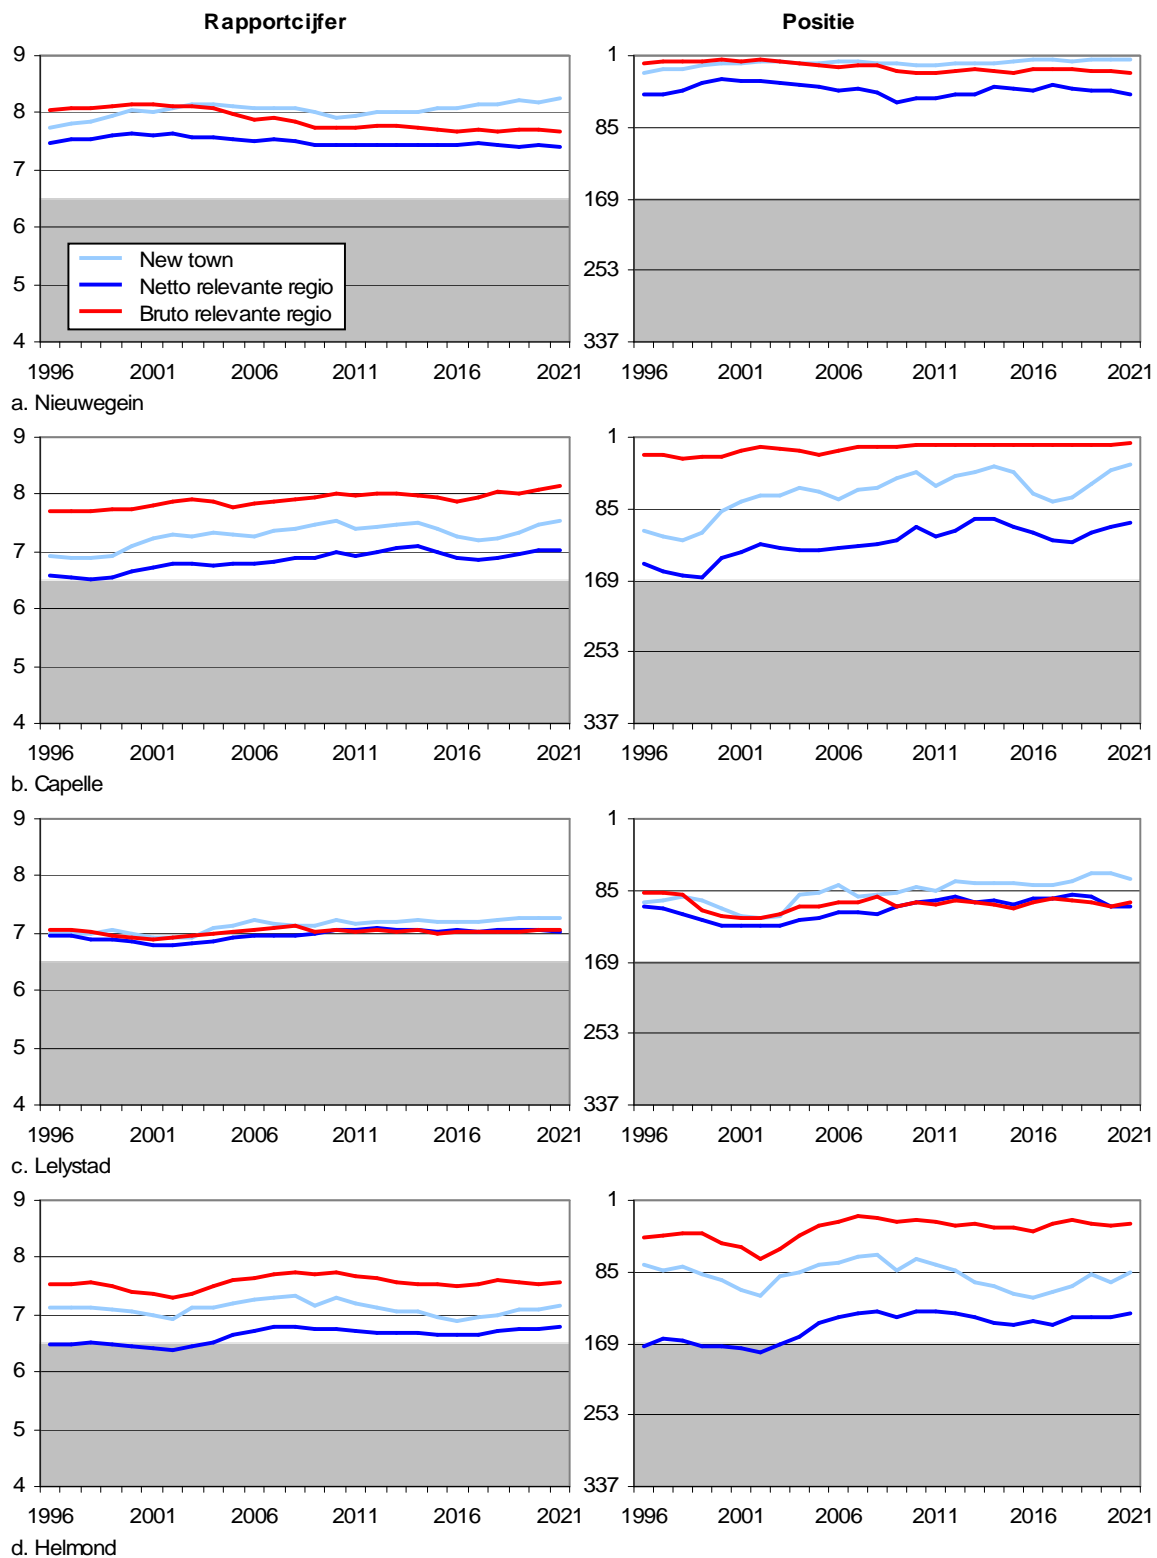 Rapportcijfer Positie
9 1
8 85
7 169
6 253
5 337
4
New town
Netto relevante regio
Bruto relevante regio
1996 2001 2006 2011 2016 2021 1996 2001 2006 2011 2016 2021
a. Nieuwegein
9 1
8 85
7 169
6 253
5 337
4
1996 2001 2006 2011 2016 2021 1996 2001 2006 2011 2016 2021
b. Capelle
9 1
8 85
7 169
6 253
5 337
4
1996 2001 2006 2011 2016 2021 1996 2001 2006 2011 2016 2021
c. Lelystad
9 1
8 85
7 169
6 253
5 337
4
1996 2001 2006 2011 2016 2021 1996 2001 2006 2011 2016 2021
d. Helmond